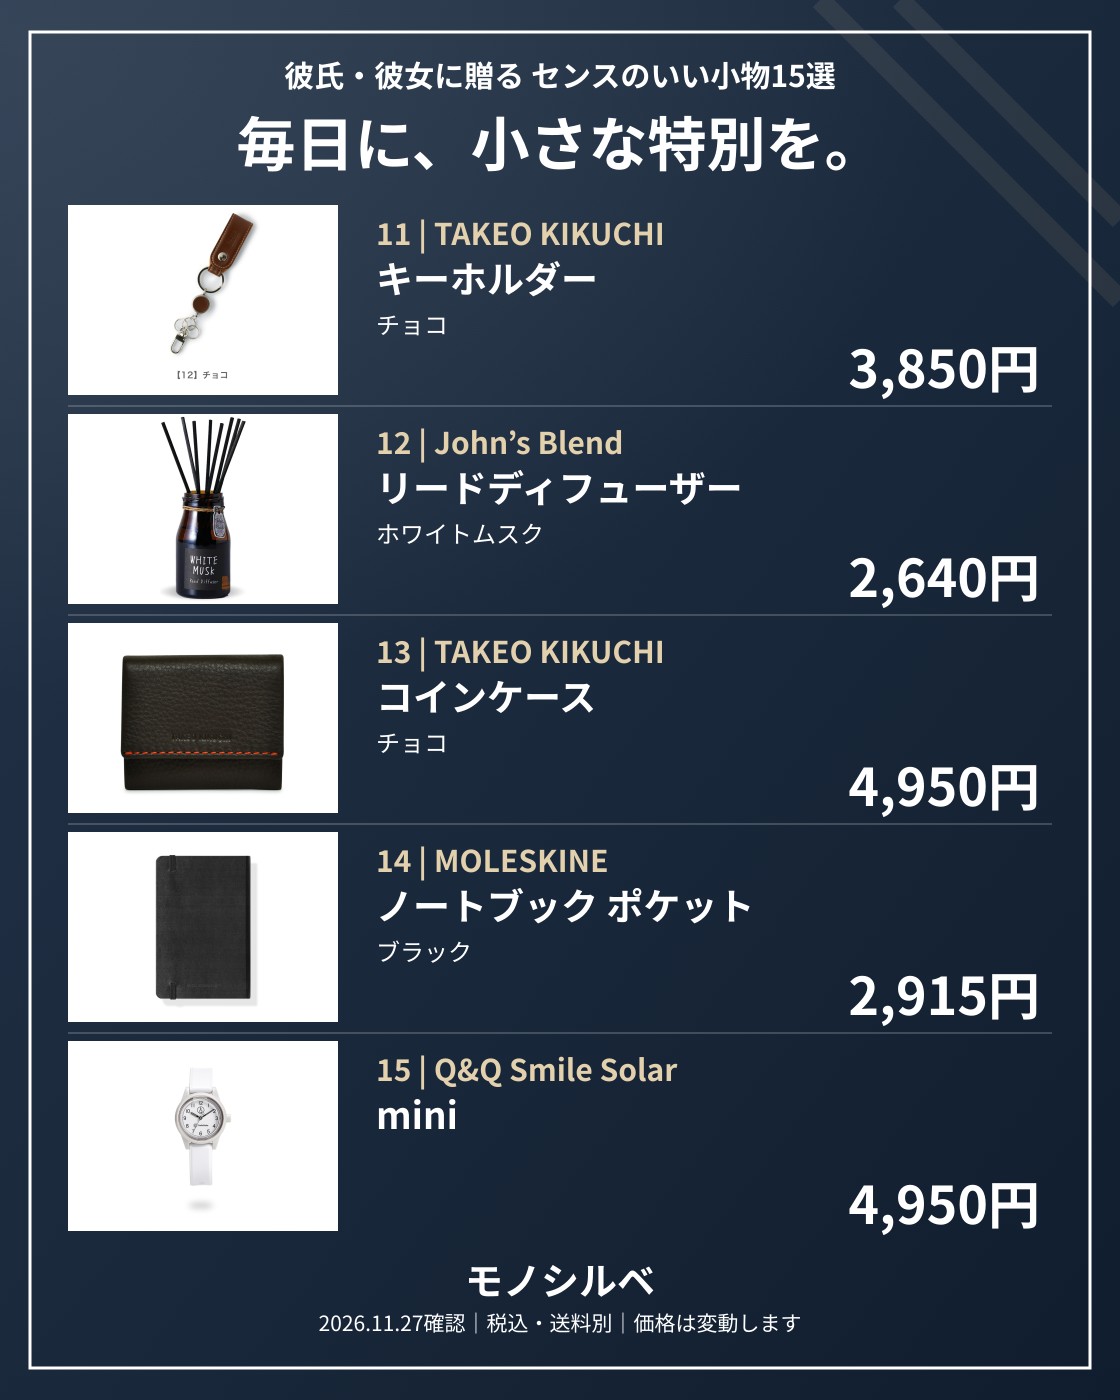 彼氏・彼女に贈る センスのいい小物15選
毎日に、小さな特別を。
11 | TAKEO KIKUCHI
キーホルダー
チョコ
3,850円
【12】チョコ
12 | John’s Blend
リードディフューザー
ホワイトムスク
2,640円
WHITE
MUSK
Reed Diffuser
13 | TAKEO KIKUCHI
コインケース
チョコ
4,950円
14 | MOLESKINE
ノートブック ポケット
ブラック
2,915円
15 | Q&Q Smile Solar
mini
4,950円
モノシルベ
2026.11.27確認｜税込・送料別｜価格は変動します